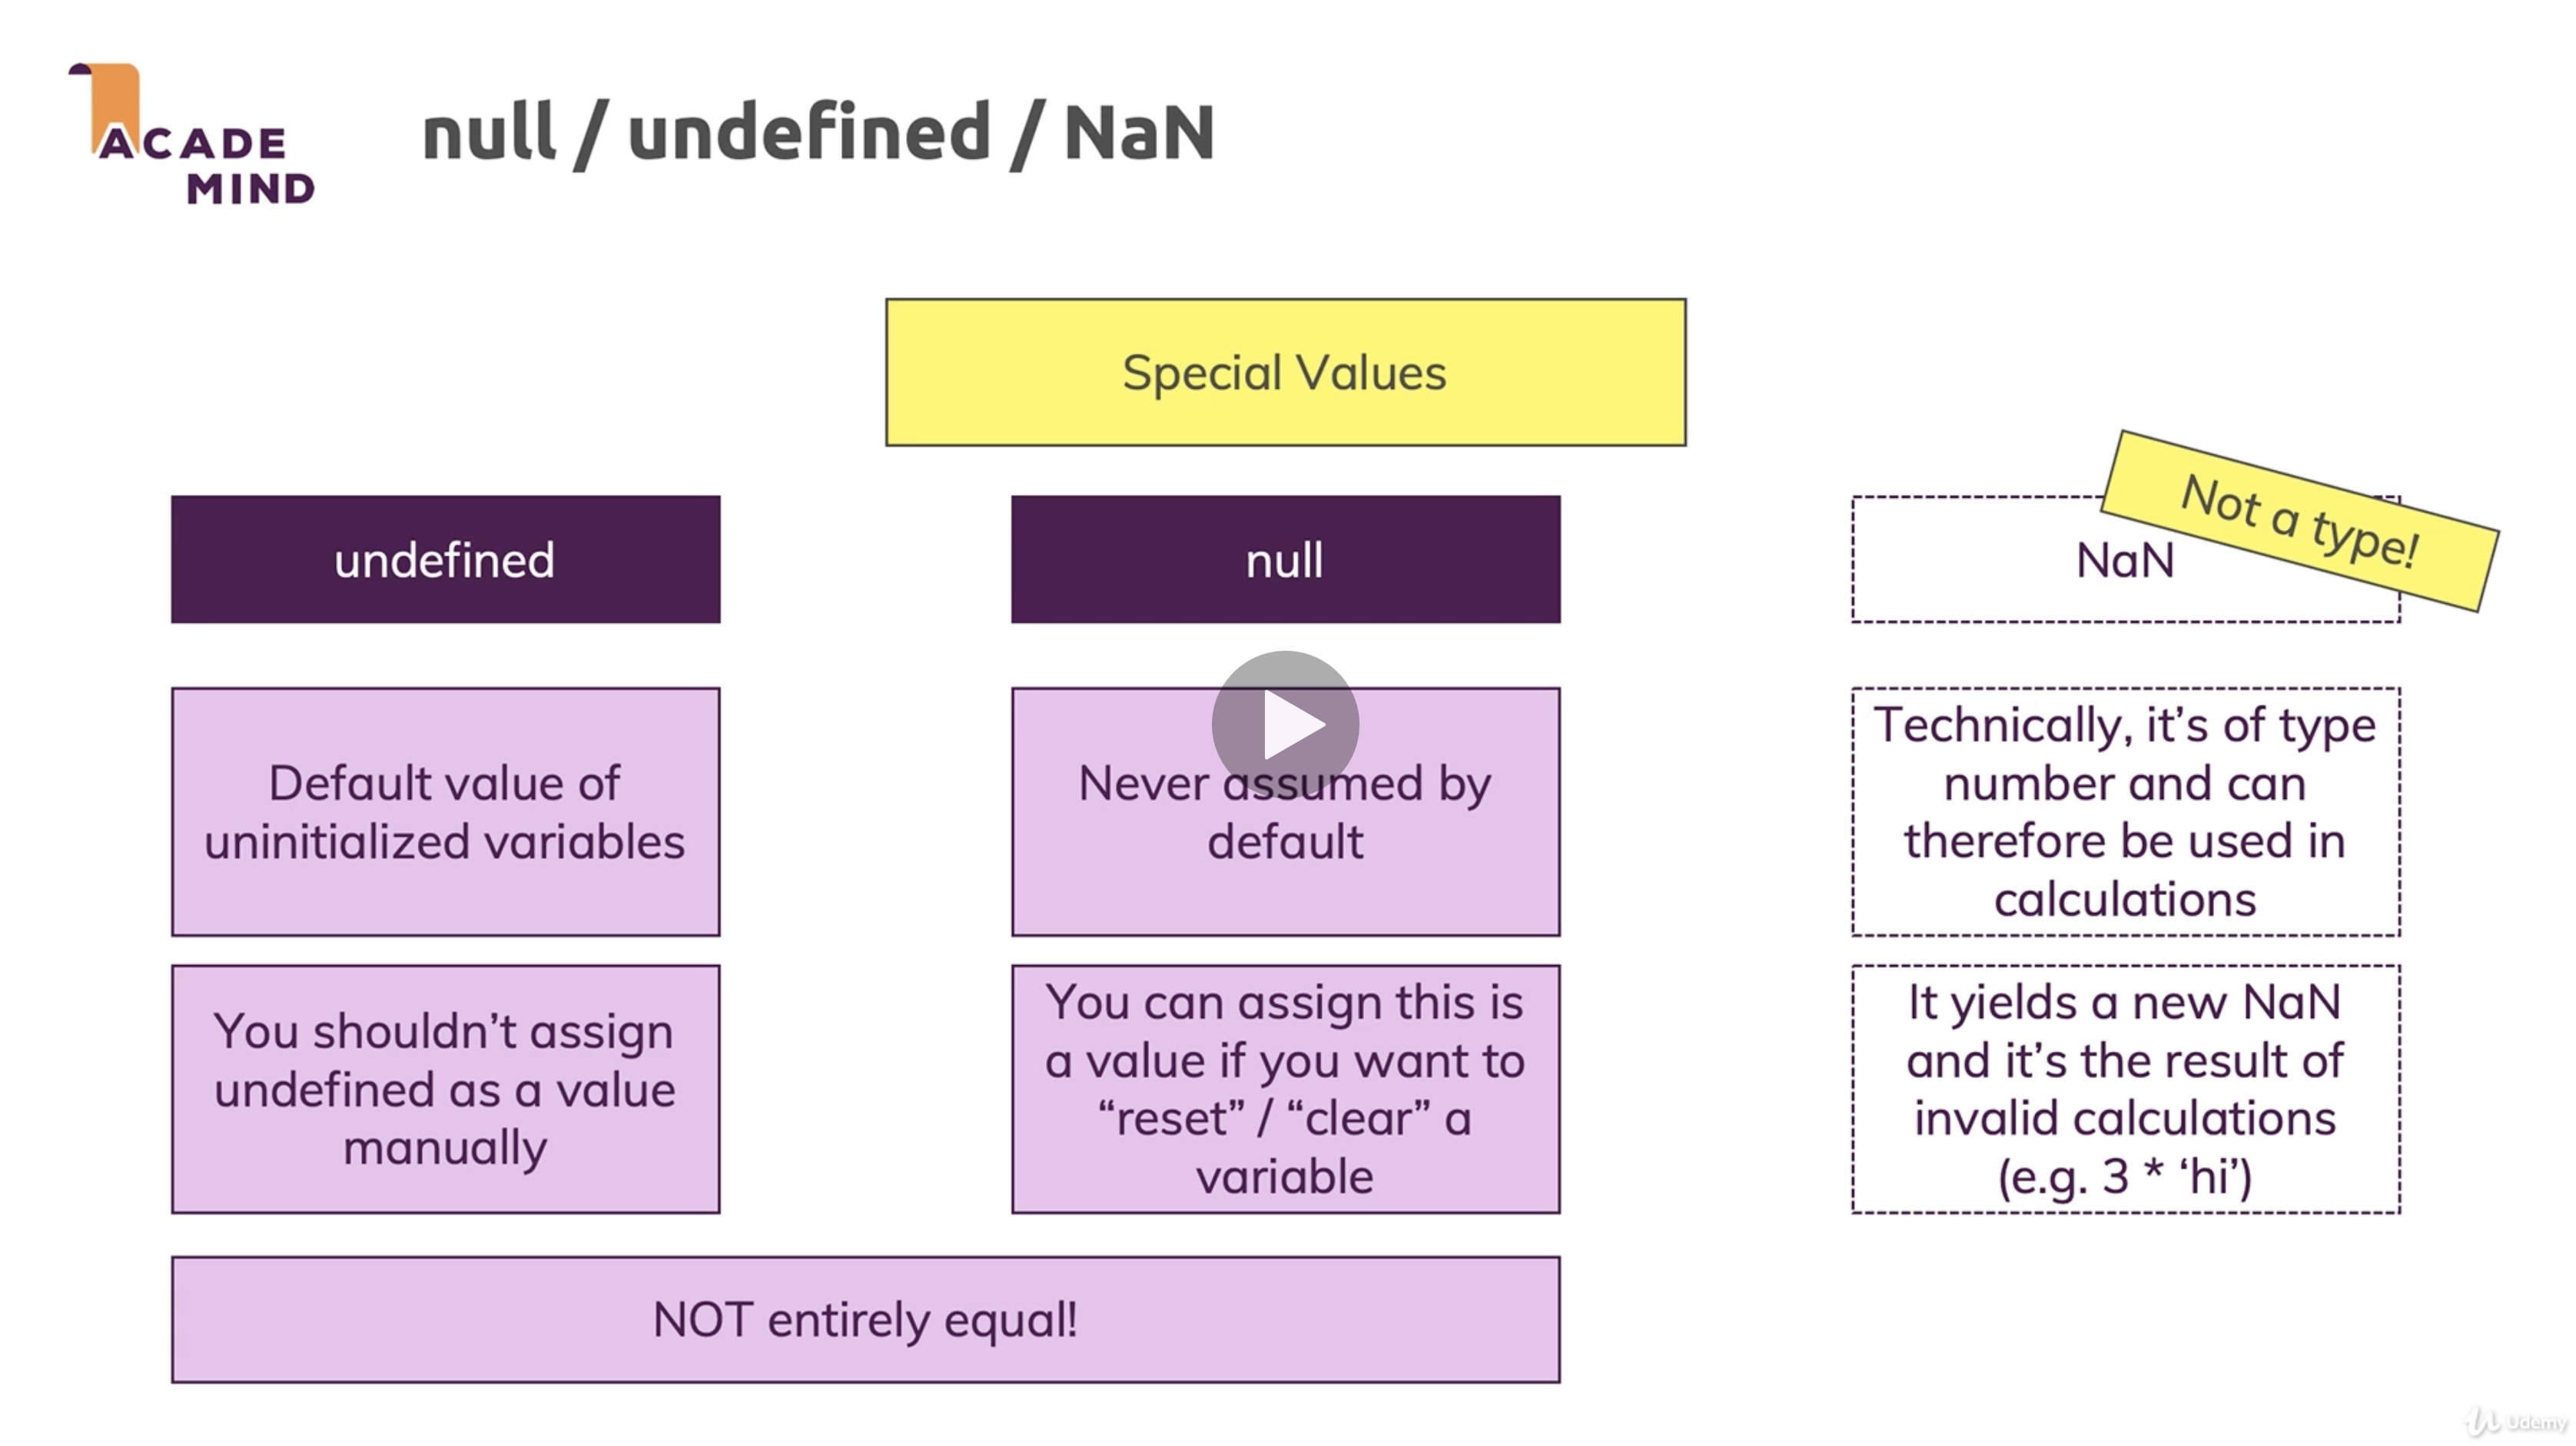 ACADE
MIND
null / undefined / NaN
Special Values
undefined
null
NaN
Not a type!
Default value of
uninitialized variables
Never assumed by
default
Technically, it’s of type
number and can
therefore be used in
calculations
You shouldn’t assign
undefined as a value
manually
You can assign this is
a value if you want to
“reset” / “clear” a
variable
It yields a new NaN
and it’s the result of
invalid calculations
(e.g. 3 * ‘hi’)
NOT entirely equal!
Udemy